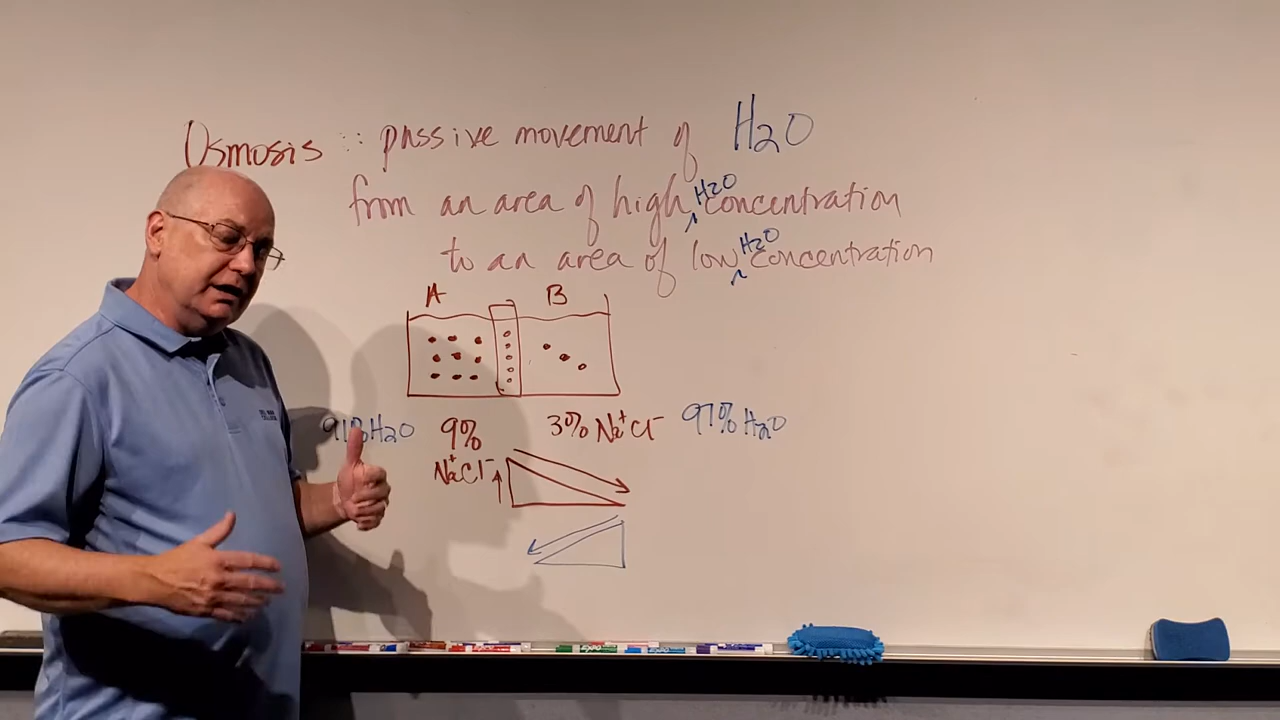 Osmosis :: passive movement of H2O
from an area of high H2O concentration
to an area of low H2O concentration
A B
91% H2O 9% 3% Na+Cl- 97% H2O
Na+Cl-